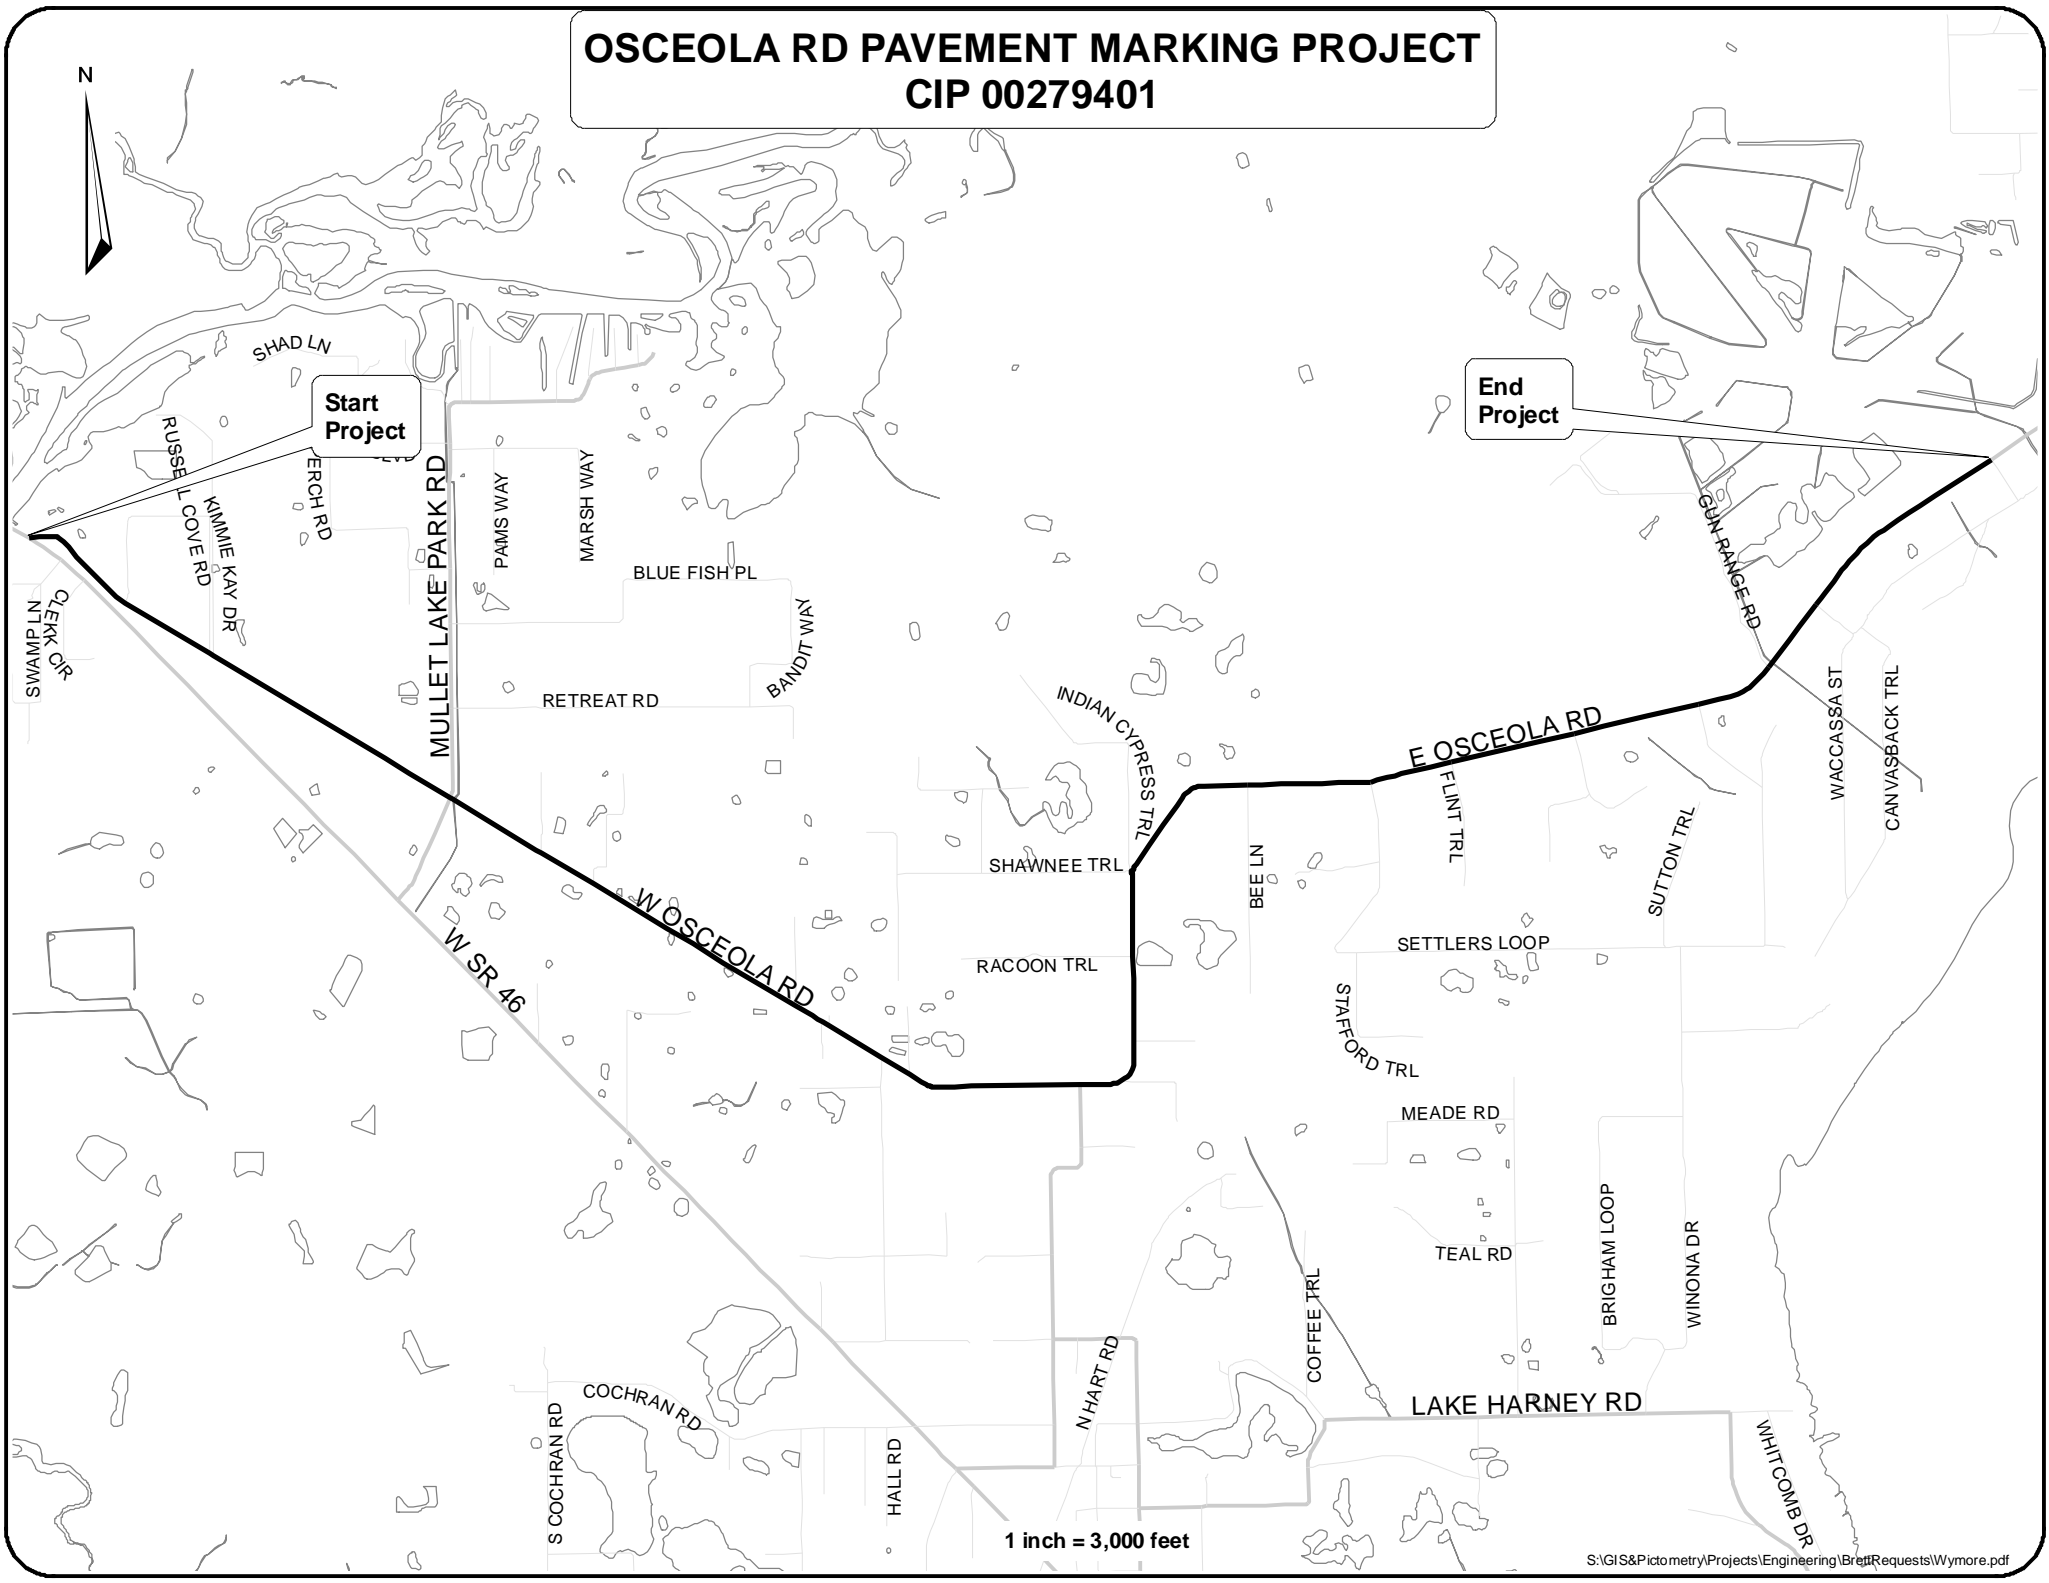 OSCEOLA RD PAVEMENT MARKING PROJECT
CIP 00279401
N
SHAD LN
Start
Project
End
Project
RUSSELL COVE RD
KIMMIE KAY DR
ERCH RD
MULLET LAKE PARK RD
PAMS WAY
MARSH WAY
GUN RANGE RD
BLUE FISH PL
BANDIT WAY
SWAMP LN
CLEKK CIR
RETREAT RD
INDIAN CYPRESS TRL
E OSCEOLA RD
WACCASSA ST
CANVASBACK TRL
FLINT TRL
SUTTON TRL
SHAWNEE TRL
BEE LN
W OSCEOLA RD
W SR 46
RACOON TRL
SETTLERS LOOP
STAFFORD TRL
MEADE RD
BRIGHAM LOOP
WINONA DR
TEAL RD
COFFEE TRL
N HART RD
COCHRAN RD
S COCHRAN RD
HALL RD
LAKE HARNEY RD
WHITCOMB DR
1 inch = 3,000 feet
S:\GIS&Pictometry\Projects\Engineering\BrettRequests\Wymore.pdf